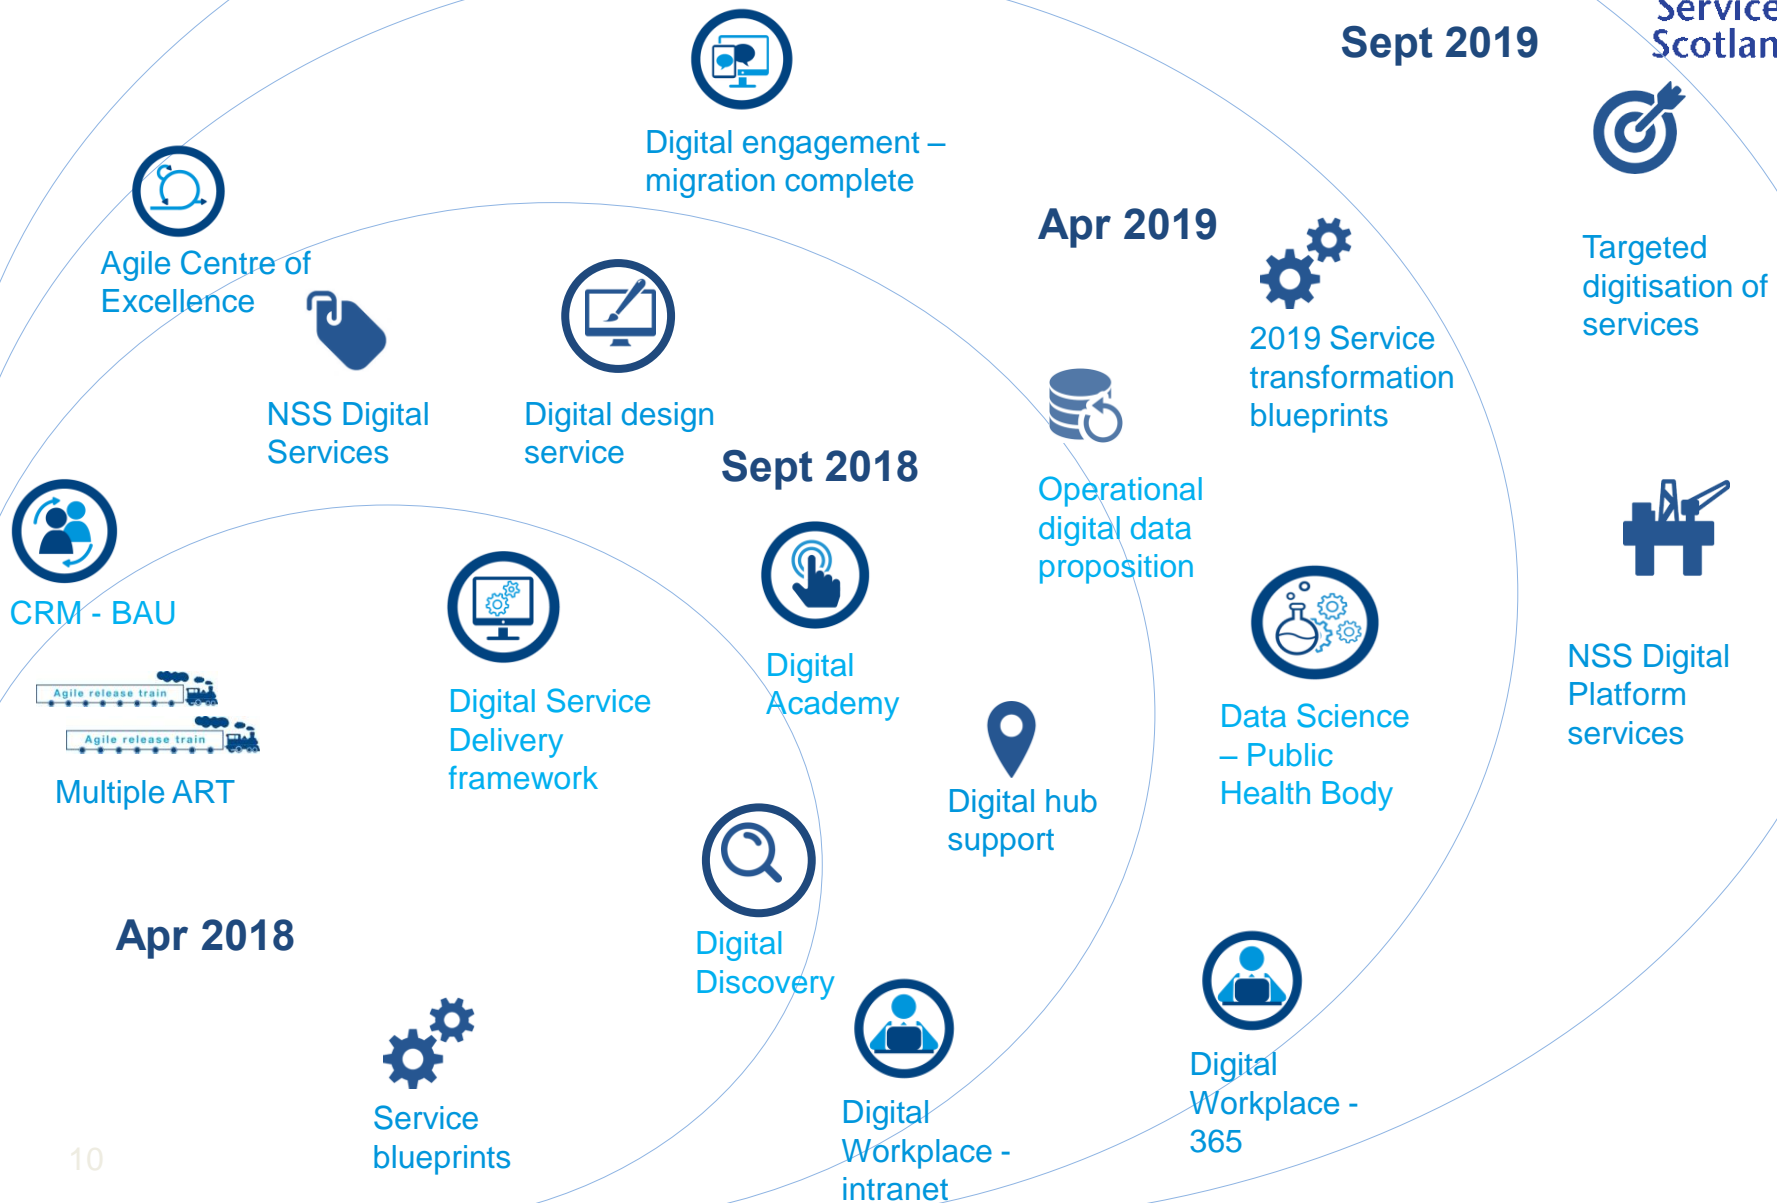 Service
Scotlan
Sept 2019
Digital engagement –
migration complete
Apr 2019
Agile Centre of
Excellence
Targeted
digitisation of
services
2019 Service
transformation
blueprints
NSS Digital
Services
Digital design
service
Sept 2018
Operational
digital data
proposition
CRM - BAU
Agile release train
Agile release train
Multiple ART
Digital Service
Delivery
framework
Digital
Academy
Digital hub
support
Data Science
– Public
Health Body
NSS Digital
Platform
services
Apr 2018
Digital
Discovery
Service
blueprints
Digital
Workplace -
intranet
Digital
Workplace -
365
10